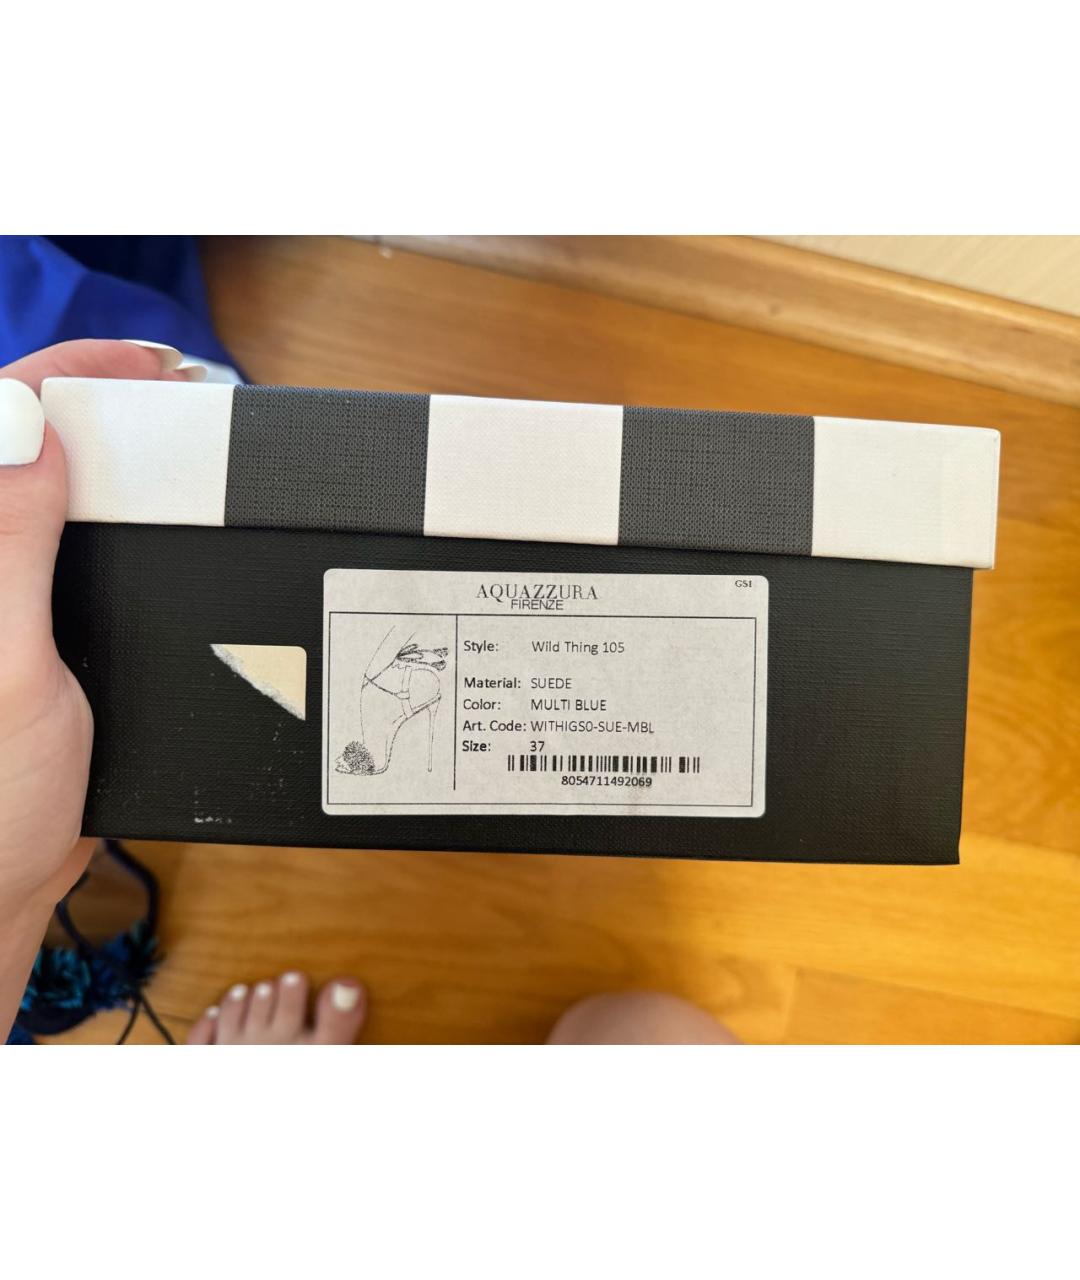 AQUAZZURA
FIRENZE
GS1
Style: Wild Thing 105
Material: SUEDE
Color: MULTI BLUE
Art. Code: WITHIGS0-SUE-MBL
Size: 37
8054711492069